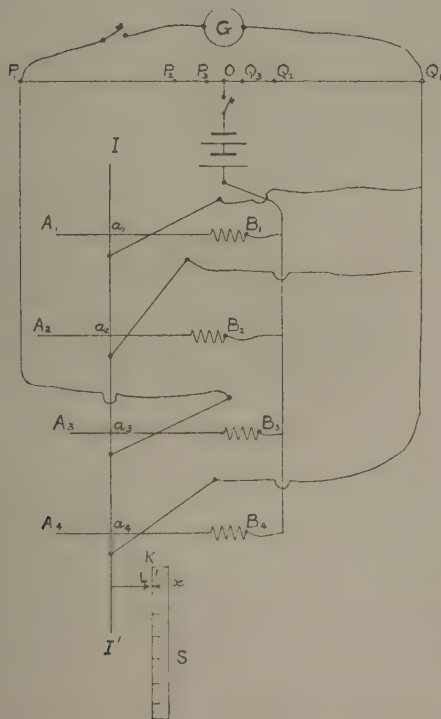 G
P₁ P₂ P₃ O Q₃ Q₂ Q₁
I
A₁ a₁ B₁
A₂ a₂ B₂
A₃ a₃ B₃
A₄ a₄ B₄
K
L x
S
I'